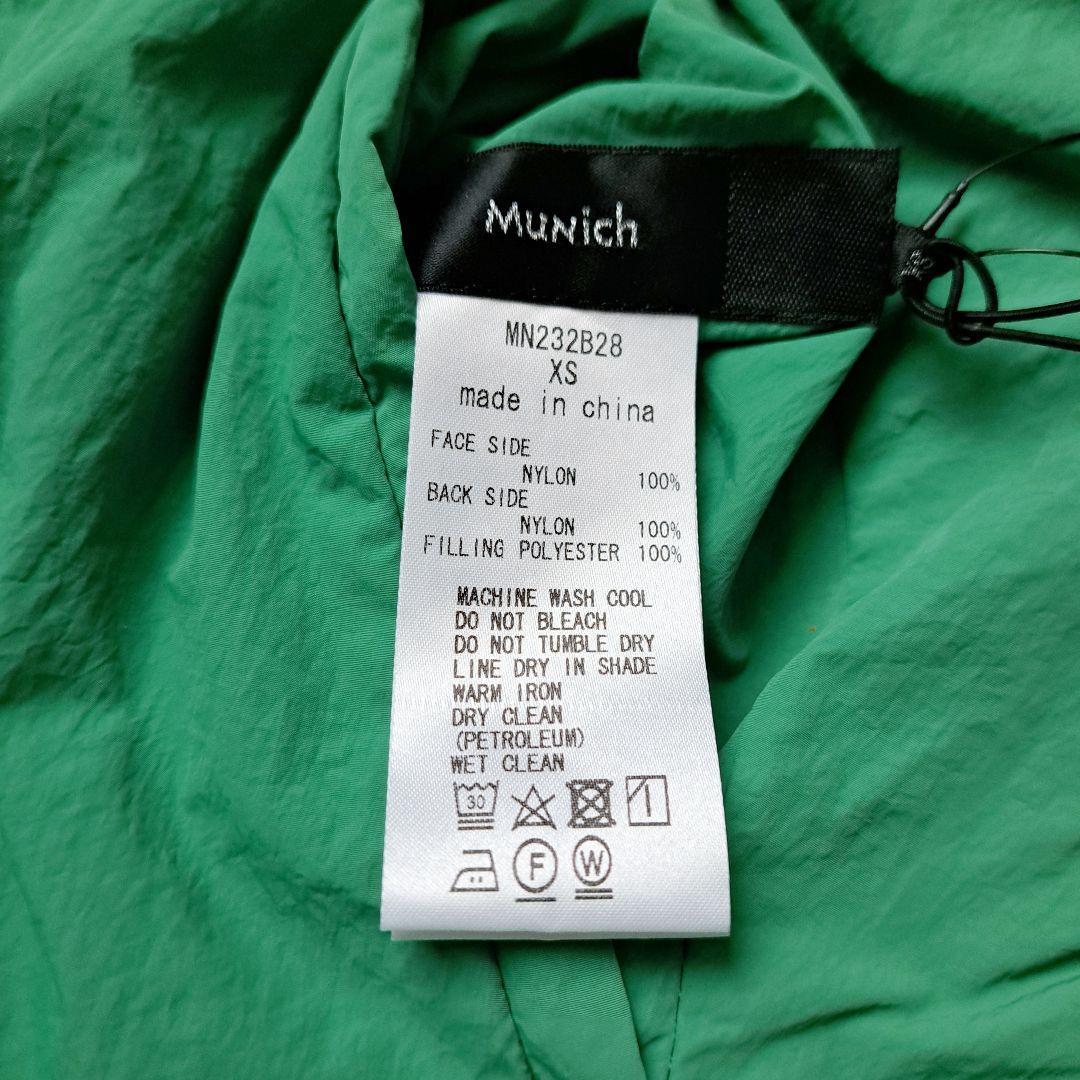 Munich
MN232B28
XS
made in china
FACE SIDE
NYLON 100%
BACK SIDE
NYLON 100%
FILLING POLYESTER 100%
MACHINE WASH COOL
DO NOT BLEACH
DO NOT TUMBLE DRY
LINE DRY IN SHADE
WARM IRON
DRY CLEAN
(PETROLEUM)
WET CLEAN
30
F W